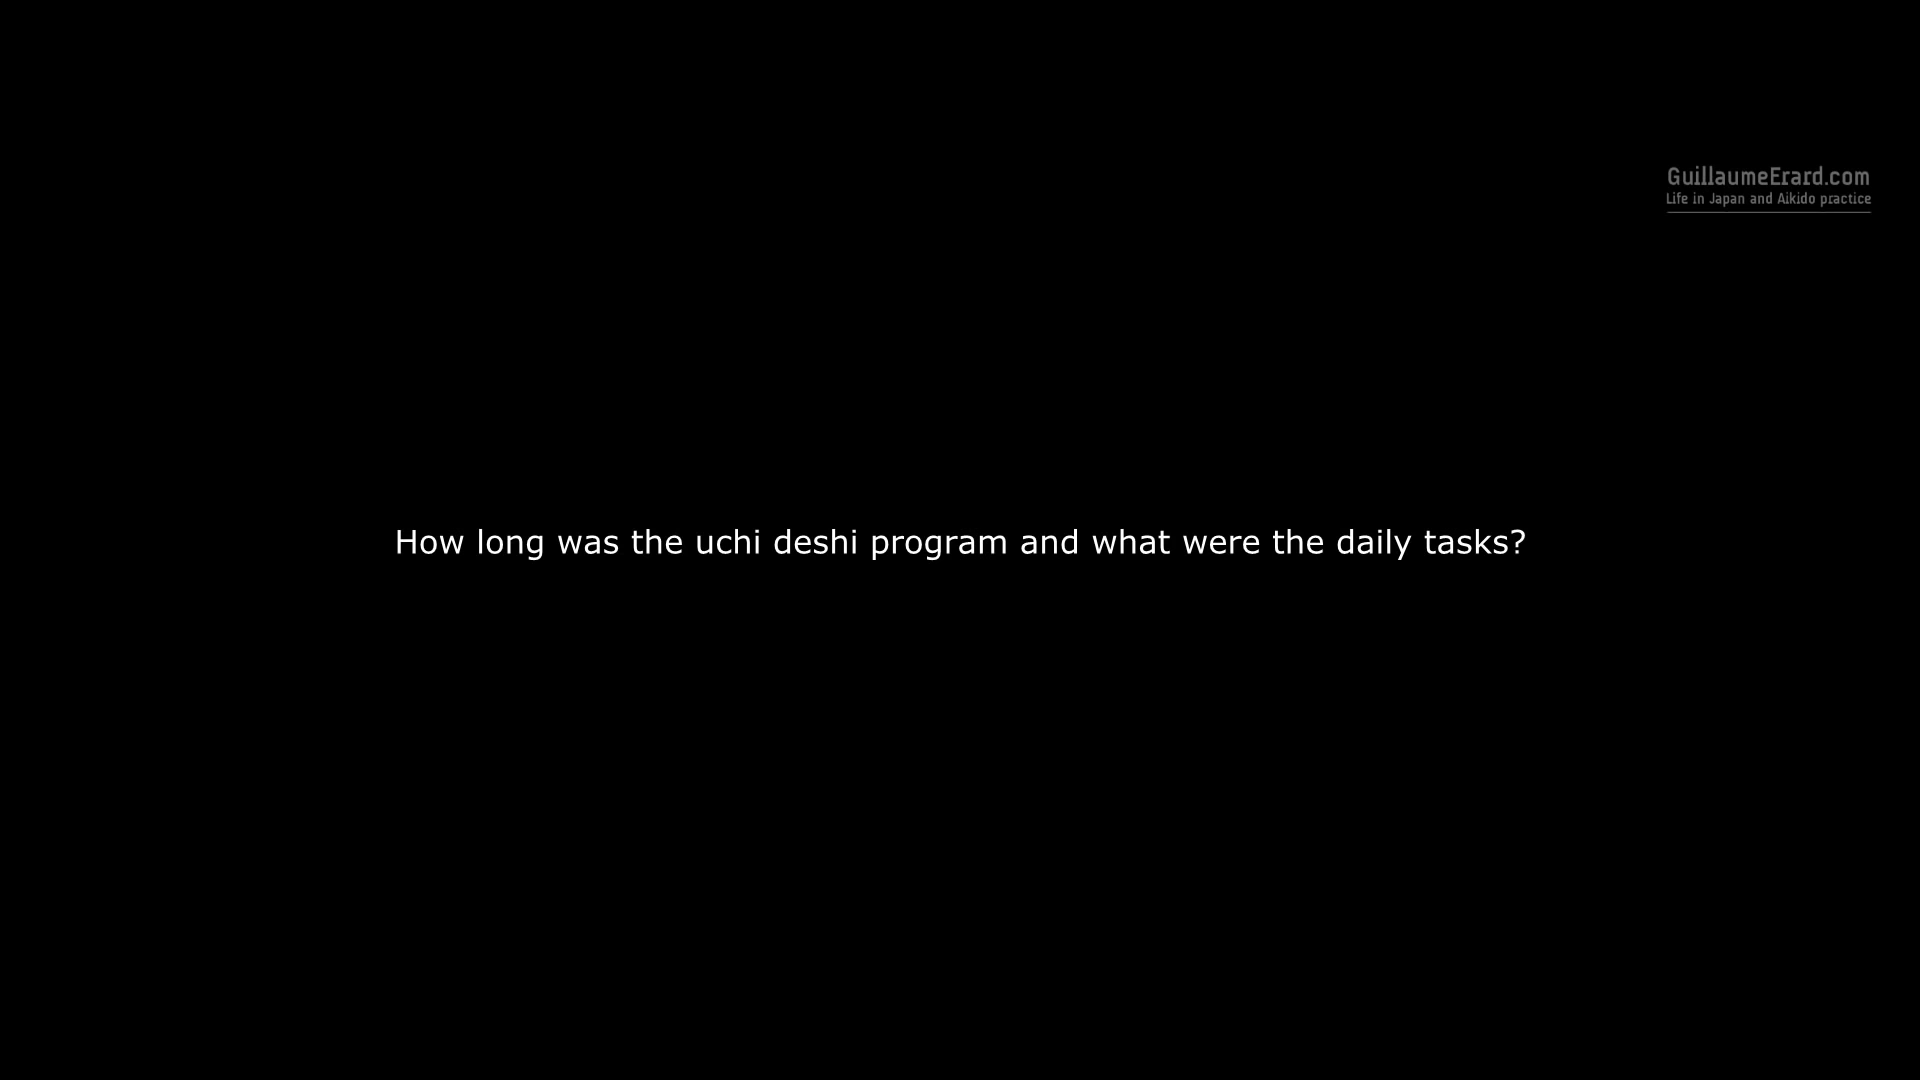 GuillaumeErard.com
Life in Japan and Aikido practice
How long was the uchi deshi program and what were the daily tasks?